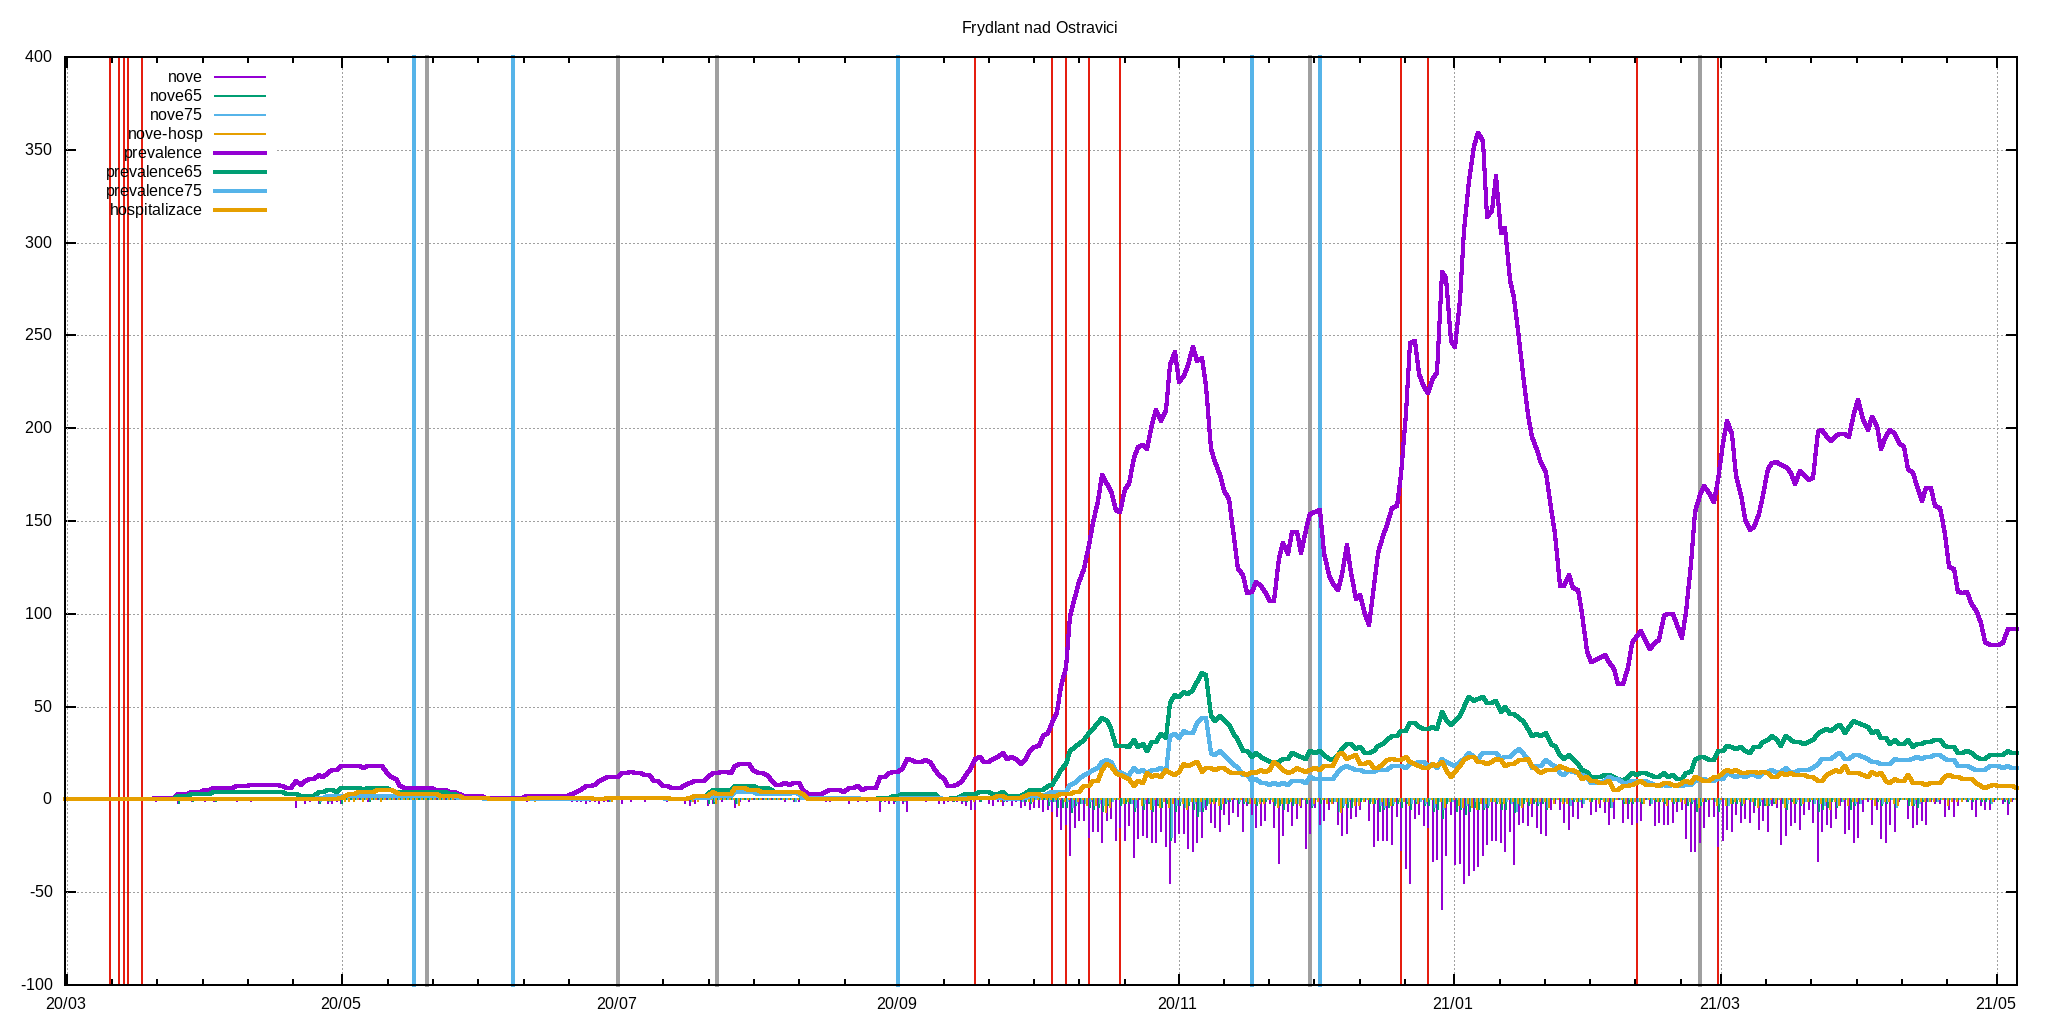 Frydlant nad Ostravici
400
350
300
250
200
150
100
50
0
-50
-100
nove
nove65
nove75
nove-hosp
prevalence
prevalence65
prevalence75
hospitalizace
20/03 20/05 20/07 20/09 20/11 21/01 21/03 21/05